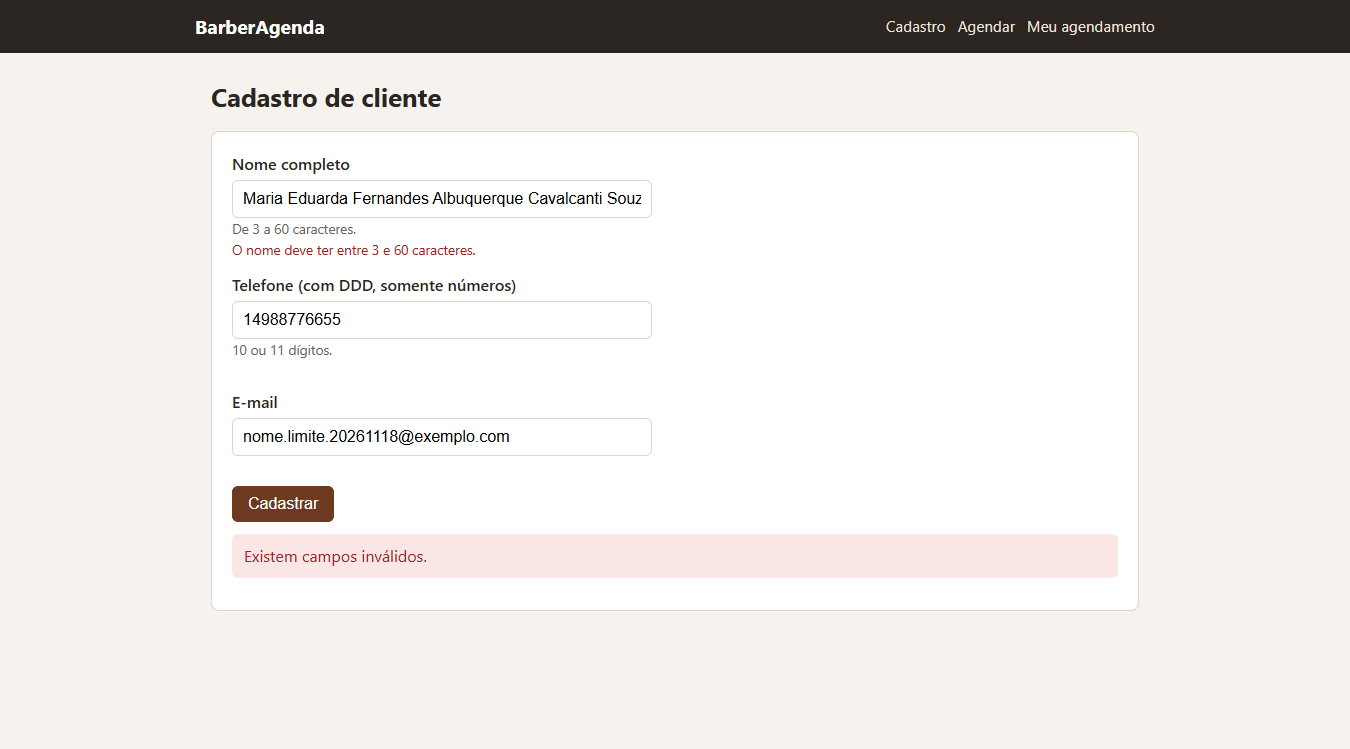 BarberAgenda
Cadastro Agendar Meu agendamento
Cadastro de cliente
Nome completo
Maria Eduarda Fernandes Albuquerque Cavalcanti Souz
De 3 a 60 caracteres.
O nome deve ter entre 3 e 60 caracteres.
Telefone (com DDD, somente números)
14988776655
10 ou 11 dígitos.
E-mail
nome.limite.20261118@exemplo.com
Cadastrar
Existem campos inválidos.